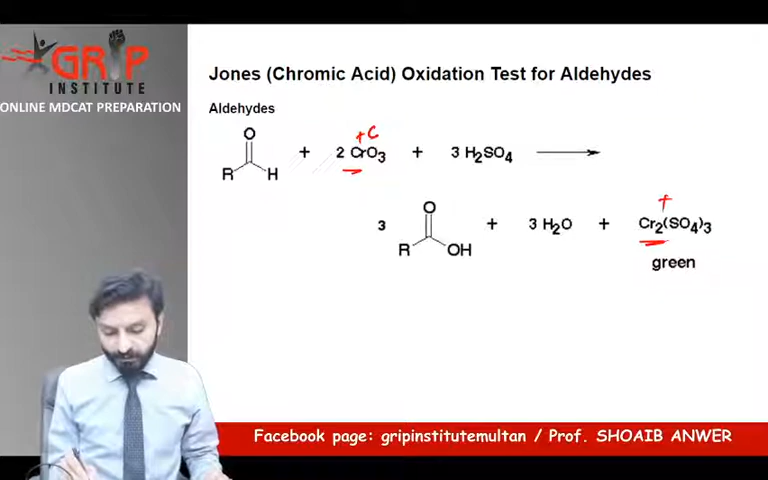 GRIP
INSTITUTE
ONLINE MDCAT PREPARATION
Jones (Chromic Acid) Oxidation Test for Aldehydes
Aldehydes
O
+C
R H + 2 CrO₃ + 3 H₂SO₄ ⟶
+
O
3 R OH + 3 H₂O + Cr₂(SO₄)₃
green
Facebook page: gripinstitutemultan / Prof. SHOAIB ANWER